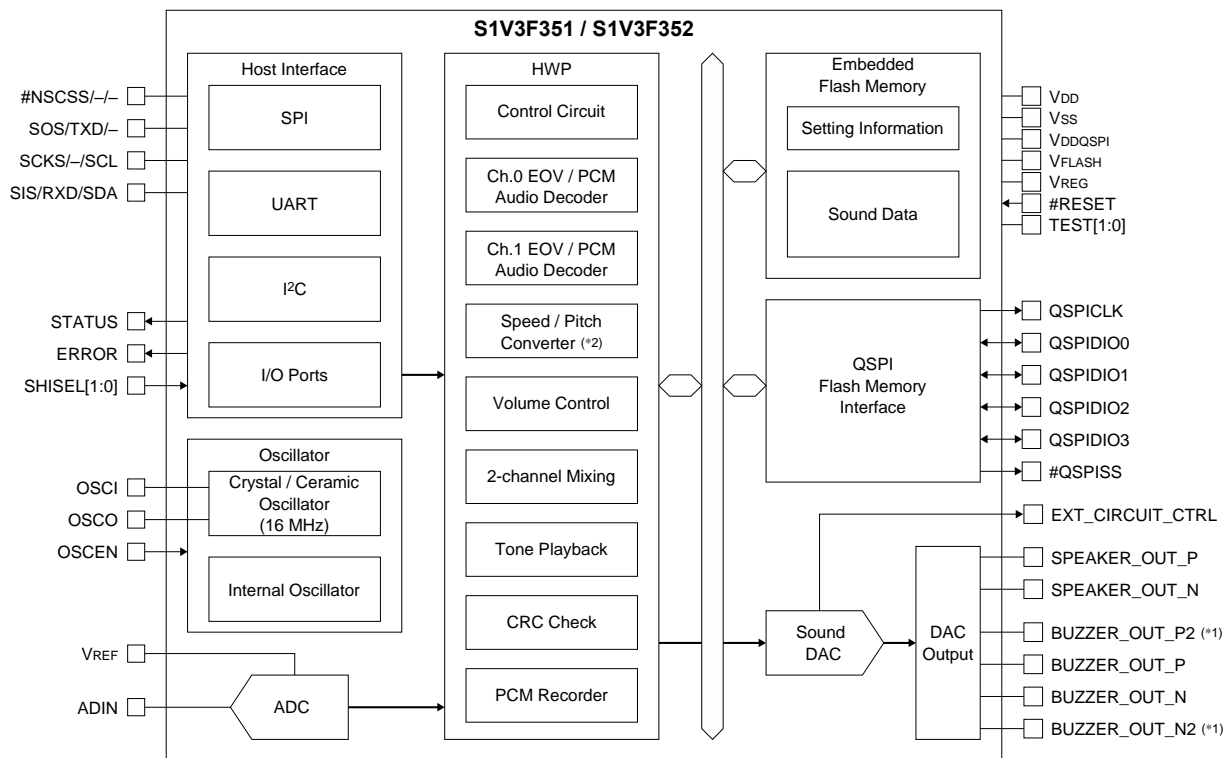 S1V3F351 / S1V3F352
#NSCSS/–/–
SOS/TXD/–
SCKS/–/SCL
SIS/RXD/SDA
STATUS
ERROR
SHISEL[1:0]
OSCI
OSCO
OSCEN
VREF
ADIN
Host Interface
SPI
UART
I2C
I/O Ports
Oscillator
Crystal / Ceramic
Oscillator
(16 MHz)
Internal Oscillator
ADC
HWP
Control Circuit
Ch.0 EOV / PCM
Audio Decoder
Ch.1 EOV / PCM
Audio Decoder
Speed / Pitch
Converter (*2)
Volume Control
2-channel Mixing
Tone Playback
CRC Check
PCM Recorder
Embedded
Flash Memory
Setting Information
Sound Data
QSPI
Flash Memory
Interface
Sound
DAC
DAC
Output
VDD
VSS
VDDQSPI
VFLASH
VREG
#RESET
TEST[1:0]
QSPICLK
QSPIDIO0
QSPIDIO1
QSPIDIO2
QSPIDIO3
#QSPISS
EXT_CIRCUIT_CTRL
SPEAKER_OUT_P
SPEAKER_OUT_N
BUZZER_OUT_P2 (*1)
BUZZER_OUT_P
BUZZER_OUT_N
BUZZER_OUT_N2 (*1)